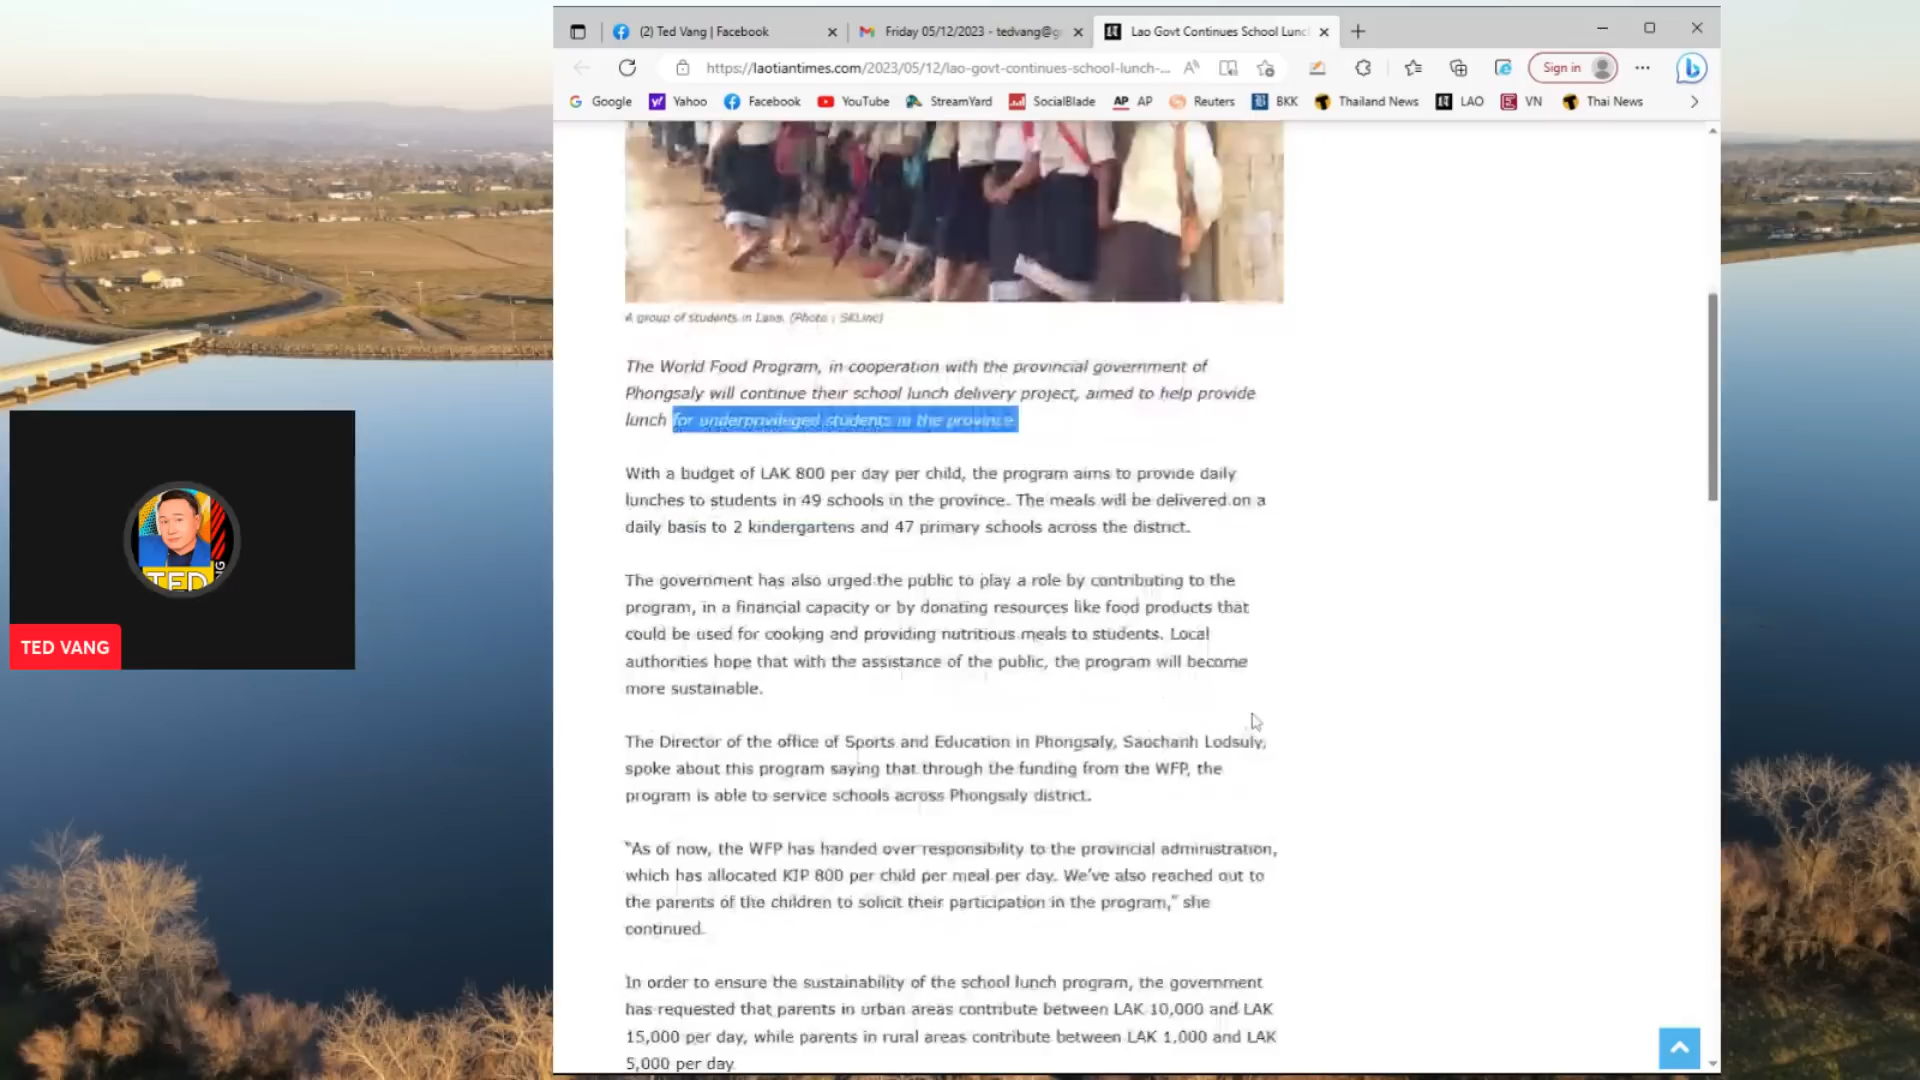 (2) Ted Vang | Facebook
Friday 05/12/2023 - tedvang@g
Lao Govt Continues School Lunc
https://laotiantimes.com/2023/05/12/lao-govt-continues-school-lunch-...
Sign in
Google Yahoo Facebook YouTube StreamYard SocialBlade AP AP Reuters BKK Thailand News LAO VN Thai News
A group of students in Laos. (Photo :
The World Food Program, in cooperation with the provincial government of
Phongsaly will continue their school lunch delivery project, aimed to help provide
lunch for underprivileged students in the province.
With a budget of LAK 800 per day per child, the program aims to provide daily
lunches to students in 49 schools in the province. The meals will be delivered on a
daily basis to 2 kindergartens and 47 primary schools across the district.
The government has also urged the public to play a role by contributing to the
program, in a financial capacity or by donating resources like food products that
could be used for cooking and providing nutritious meals to students. Local
authorities hope that with the assistance of the public, the program will become
more sustainable.
The Director of the office of Sports and Education in Phongsaly, Saochanh Lodsuly,
spoke about this program saying that through the funding from the WFP, the
program is able to service schools across Phongsaly district.
"As of now, the WFP has handed over responsibility to the provincial administration,
which has allocated KIP 800 per child per meal per day. We've also reached out to
the parents of the children to solicit their participation in the program," she
continued.
In order to ensure the sustainability of the school lunch program, the government
has requested that parents in urban areas contribute between LAK 10,000 and LAK
15,000 per day, while parents in rural areas contribute between LAK 1,000 and LAK
5,000 per day
TED
TED VANG